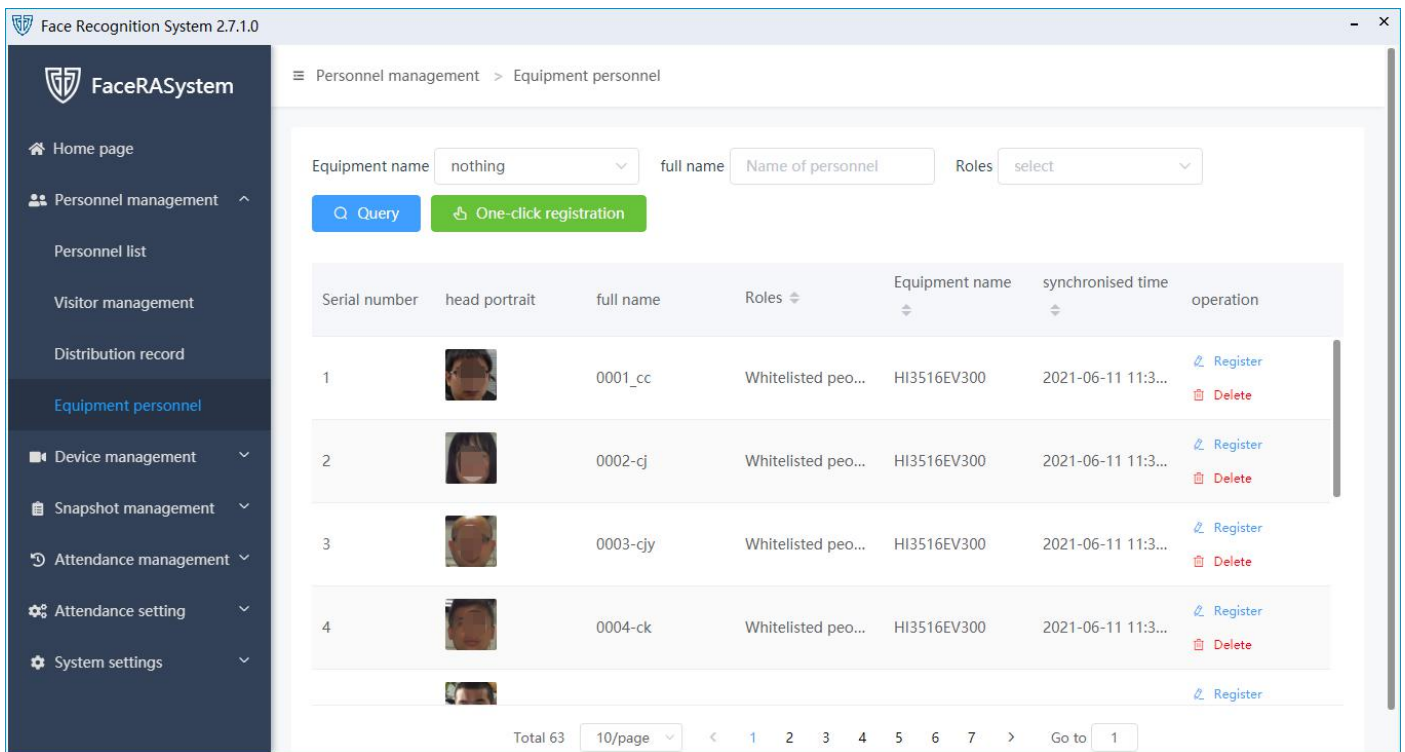 Face Recognition System 2.7.1.0
FaceRASystem
Personnel management > Equipment personnel
Home page
Personnel management
Personnel list
Visitor management
Distribution record
Equipment personnel
Device management
Snapshot management
Attendance management
Attendance setting
System settings
Equipment name nothing full name Name of personnel Roles select
Query One-click registration
Serial number head portrait full name Roles Equipment name synchronised time operation
1 0001_cc Whitelisted peo... HI3516EV300 2021-06-11 11:3... Register
Delete
2 0002-cj Whitelisted peo... HI3516EV300 2021-06-11 11:3... Register
Delete
3 0003-cjy Whitelisted peo... HI3516EV300 2021-06-11 11:3... Register
Delete
4 0004-ck Whitelisted peo... HI3516EV300 2021-06-11 11:3... Register
Delete
Register
Total 63 10/page < 1 2 3 4 5 6 7 > Go to 1